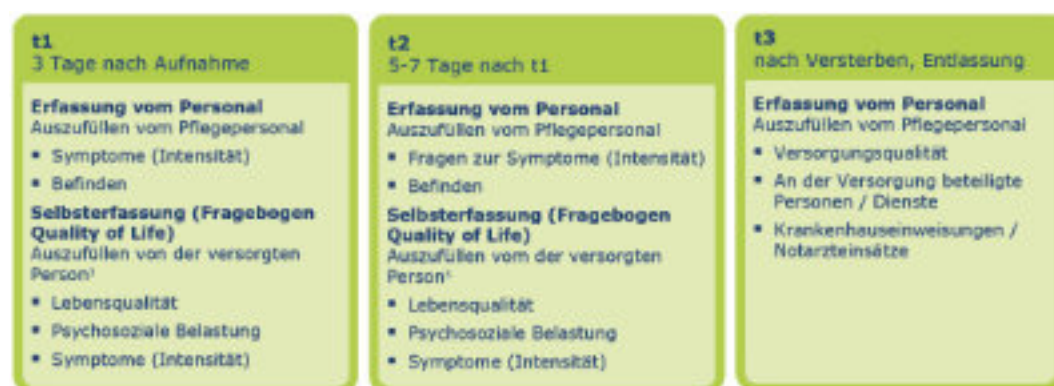 t1
3 Tage nach Aufnahme
Erfassung vom Personal
Auszufüllen vom Pflegepersonal
▪ Symptome (Intensität)
▪ Befinden
Selbsterfassung (Fragebogen
Quality of Life)
Auszufüllen von der versorgten
Person¹
▪ Lebensqualität
▪ Psychosoziale Belastung
▪ Symptome (Intensität)
t2
5-7 Tage nach t1
Erfassung vom Personal
Auszufüllen vom Pflegepersonal
▪ Fragen zur Symptome (Intensität)
▪ Befinden
Selbsterfassung (Fragebogen
Quality of Life)
Auszufüllen vom der versorgten
Person
▪ Lebensqualität
▪ Psychosoziale Belastung
▪ Symptome (Intensität)
t3
nach Versterben, Entlassung
Erfassung vom Personal
Auszufüllen vom Pflegepersonal
▪ Versorgungsqualität
▪ An der Versorgung beteiligte
Personen / Dienste
▪ Krankenhauseinweisungen /
Notarzteinsätze